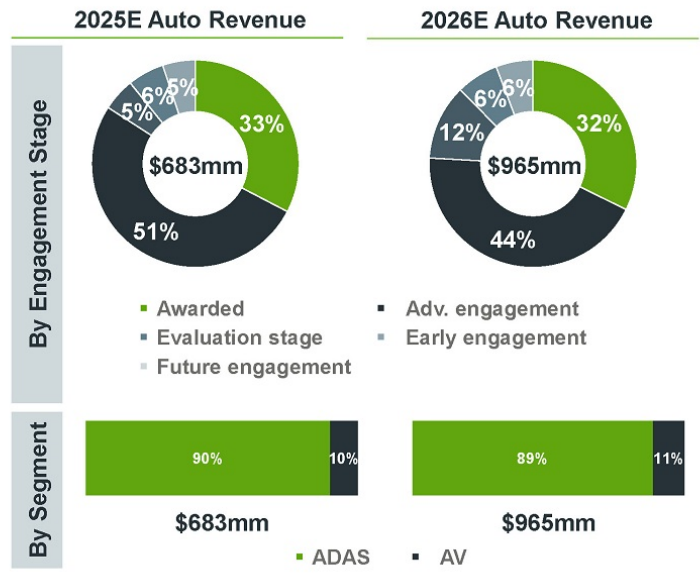 2025E Auto Revenue
2026E Auto Revenue
By Engagement Stage
33%
51%
5%
6%
5%
$683mm
32%
44%
12%
6%
6%
$965mm
Awarded
Adv. engagement
Evaluation stage
Early engagement
Future engagement
By Segment
90%
10%
89%
11%
$683mm
$965mm
ADAS
AV